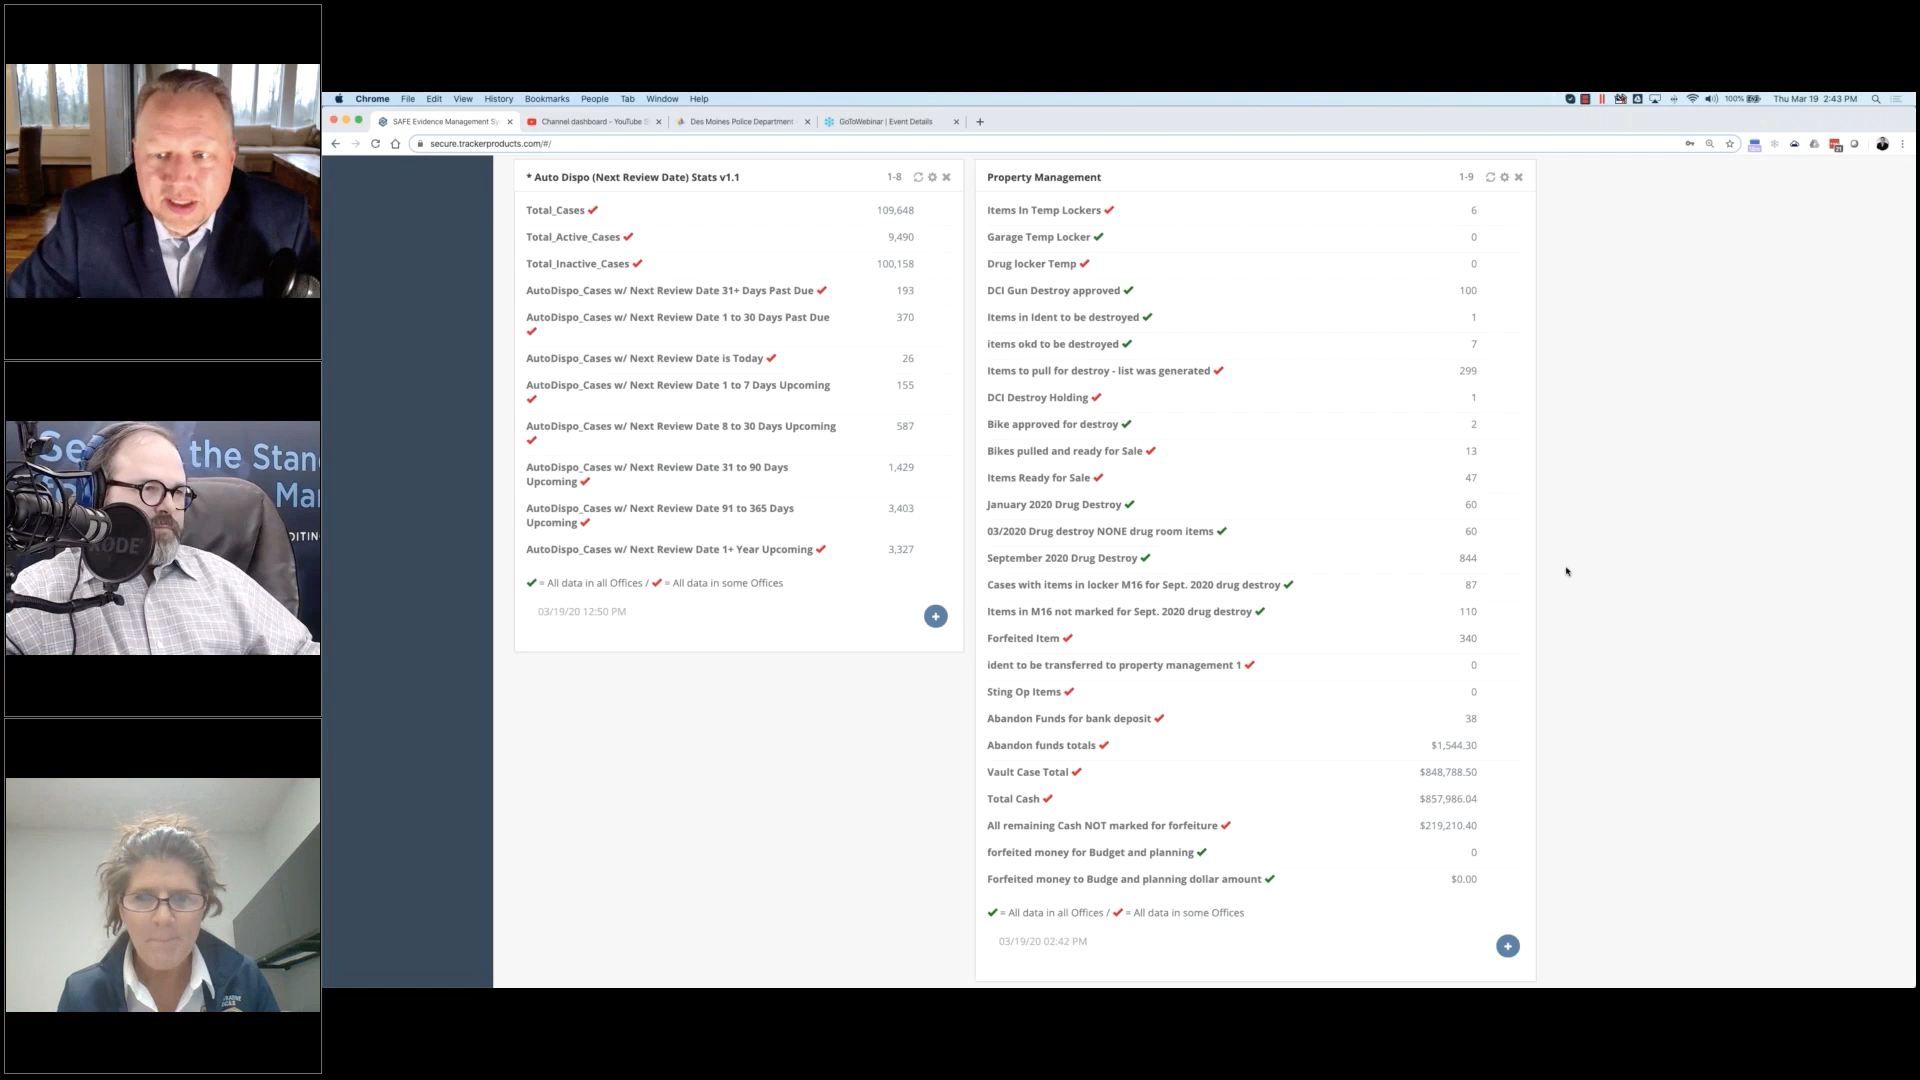 Chrome File Edit View History Bookmarks People Tab Window Help 100% Thu Mar 19 2:43 PM
SAFE Evidence Management Sy Channel dashboard - YouTube S Des Moines Police Department GoToWebinar | Event Details
secure.trackerproducts.com/#/
* Auto Dispo (Next Review Date) Stats v1.1 1-8
Total_Cases 109,648
Total_Active_Cases 9,490
Total_Inactive_Cases 100,158
AutoDispo_Cases w/ Next Review Date 31+ Days Past Due 193
AutoDispo_Cases w/ Next Review Date 1 to 30 Days Past Due 370
AutoDispo_Cases w/ Next Review Date is Today 26
AutoDispo_Cases w/ Next Review Date 1 to 7 Days Upcoming 155
AutoDispo_Cases w/ Next Review Date 8 to 30 Days Upcoming 587
AutoDispo_Cases w/ Next Review Date 31 to 90 Days 1,429
Upcoming
AutoDispo_Cases w/ Next Review Date 91 to 365 Days 3,403
Upcoming
AutoDispo_Cases w/ Next Review Date 1+ Year Upcoming 3,327
✔ = All data in all Offices / ✔ = All data in some Offices
03/19/20 12:50 PM
Property Management 1-9
Items In Temp Lockers 6
Garage Temp Locker 0
Drug locker Temp 0
DCI Gun Destroy approved 100
Items in Ident to be destroyed 1
items okd to be destroyed 7
Items to pull for destroy - list was generated 299
DCI Destroy Holding 1
Bike approved for destroy 2
Bikes pulled and ready for Sale 13
Items Ready for Sale 47
January 2020 Drug Destroy 60
03/2020 Drug destroy NONE drug room items 60
September 2020 Drug Destroy 844
Cases with items in locker M16 for Sept. 2020 drug destroy 87
Items in M16 not marked for Sept. 2020 drug destroy 110
Forfeited Item 340
ident to be transferred to property management 1 0
Sting Op Items 0
Abandon Funds for bank deposit 38
Abandon funds totals $1,544.30
Vault Case Total $848,788.50
Total Cash $857,986.04
All remaining Cash NOT marked for forfeiture $219,210.40
forfeited money for Budget and planning 0
Forfeited money to Budge and planning dollar amount $0.00
✔ = All data in all Offices / ✔ = All data in some Offices
03/19/20 02:42 PM
Se the Stan
Ma
DITIN
RODE